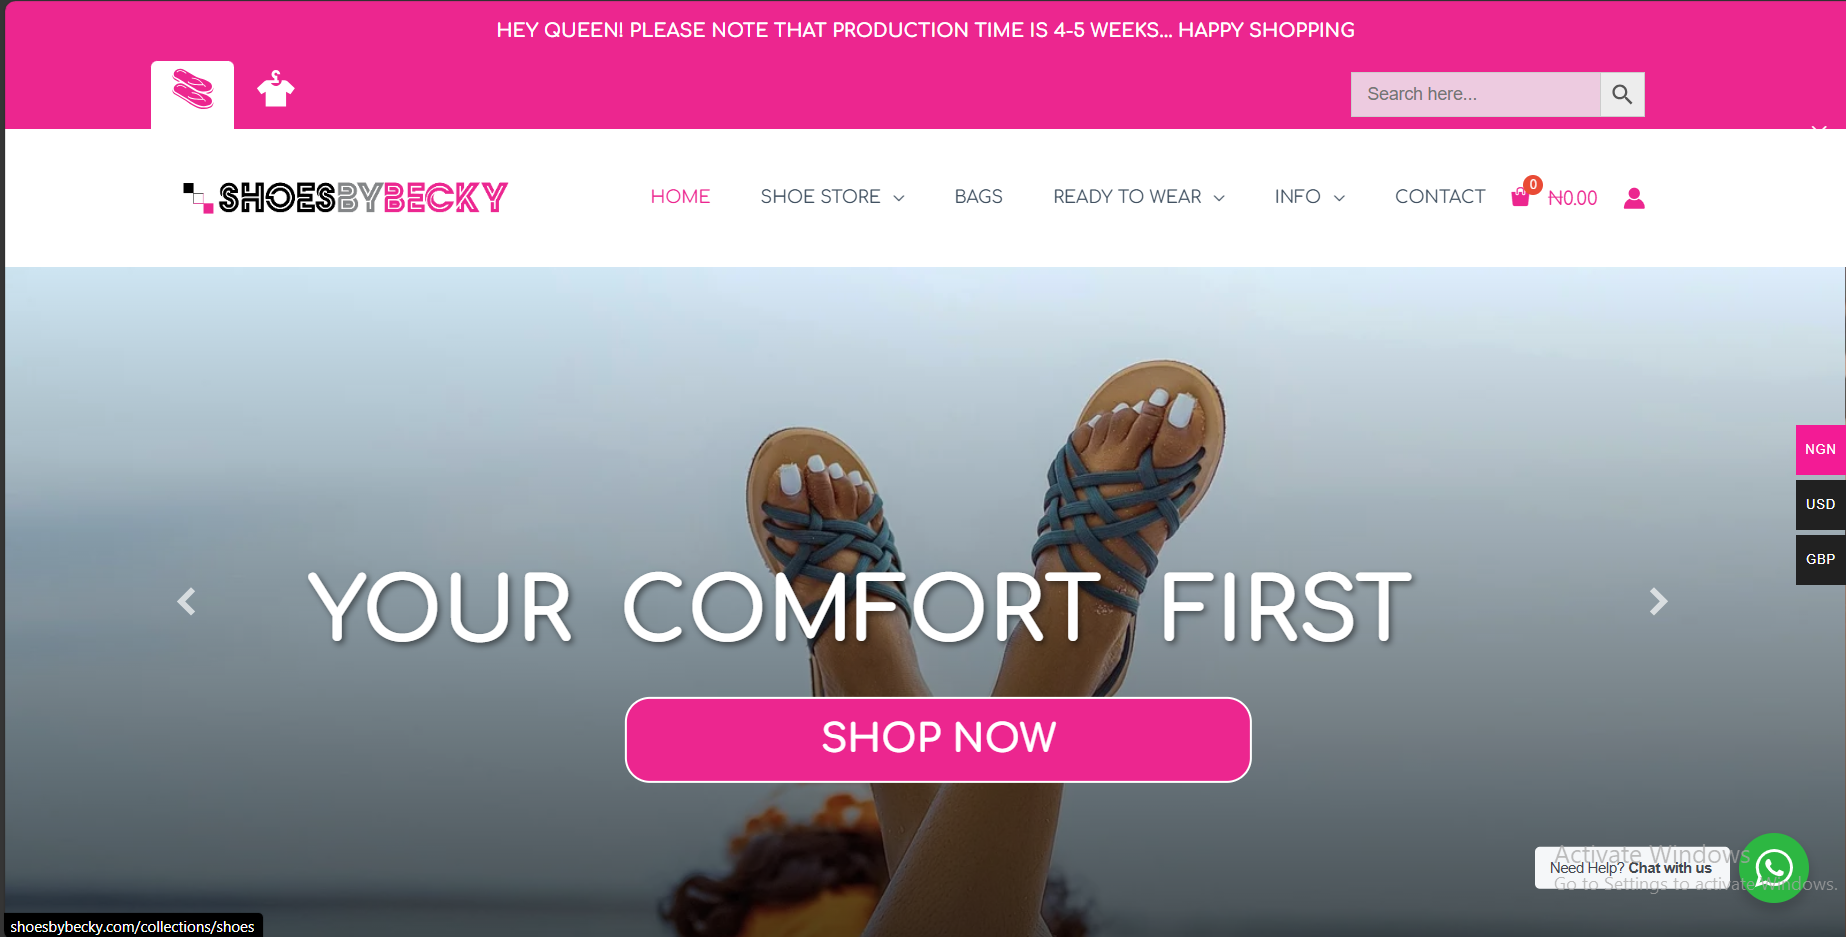 HEY QUEEN! PLEASE NOTE THAT PRODUCTION TIME IS 4-5 WEEKS... HAPPY SHOPPING
Search here...
SHOESBYBECKY
HOME
SHOE STORE
BAGS
READY TO WEAR
INFO
CONTACT
0
₦0.00
NGN
USD
GBP
YOUR COMFORT FIRST
SHOP NOW
Activate Windows
Need Help? Chat with us
Go to Settings to activate Windows.
shoesbybecky.com/collections/shoes